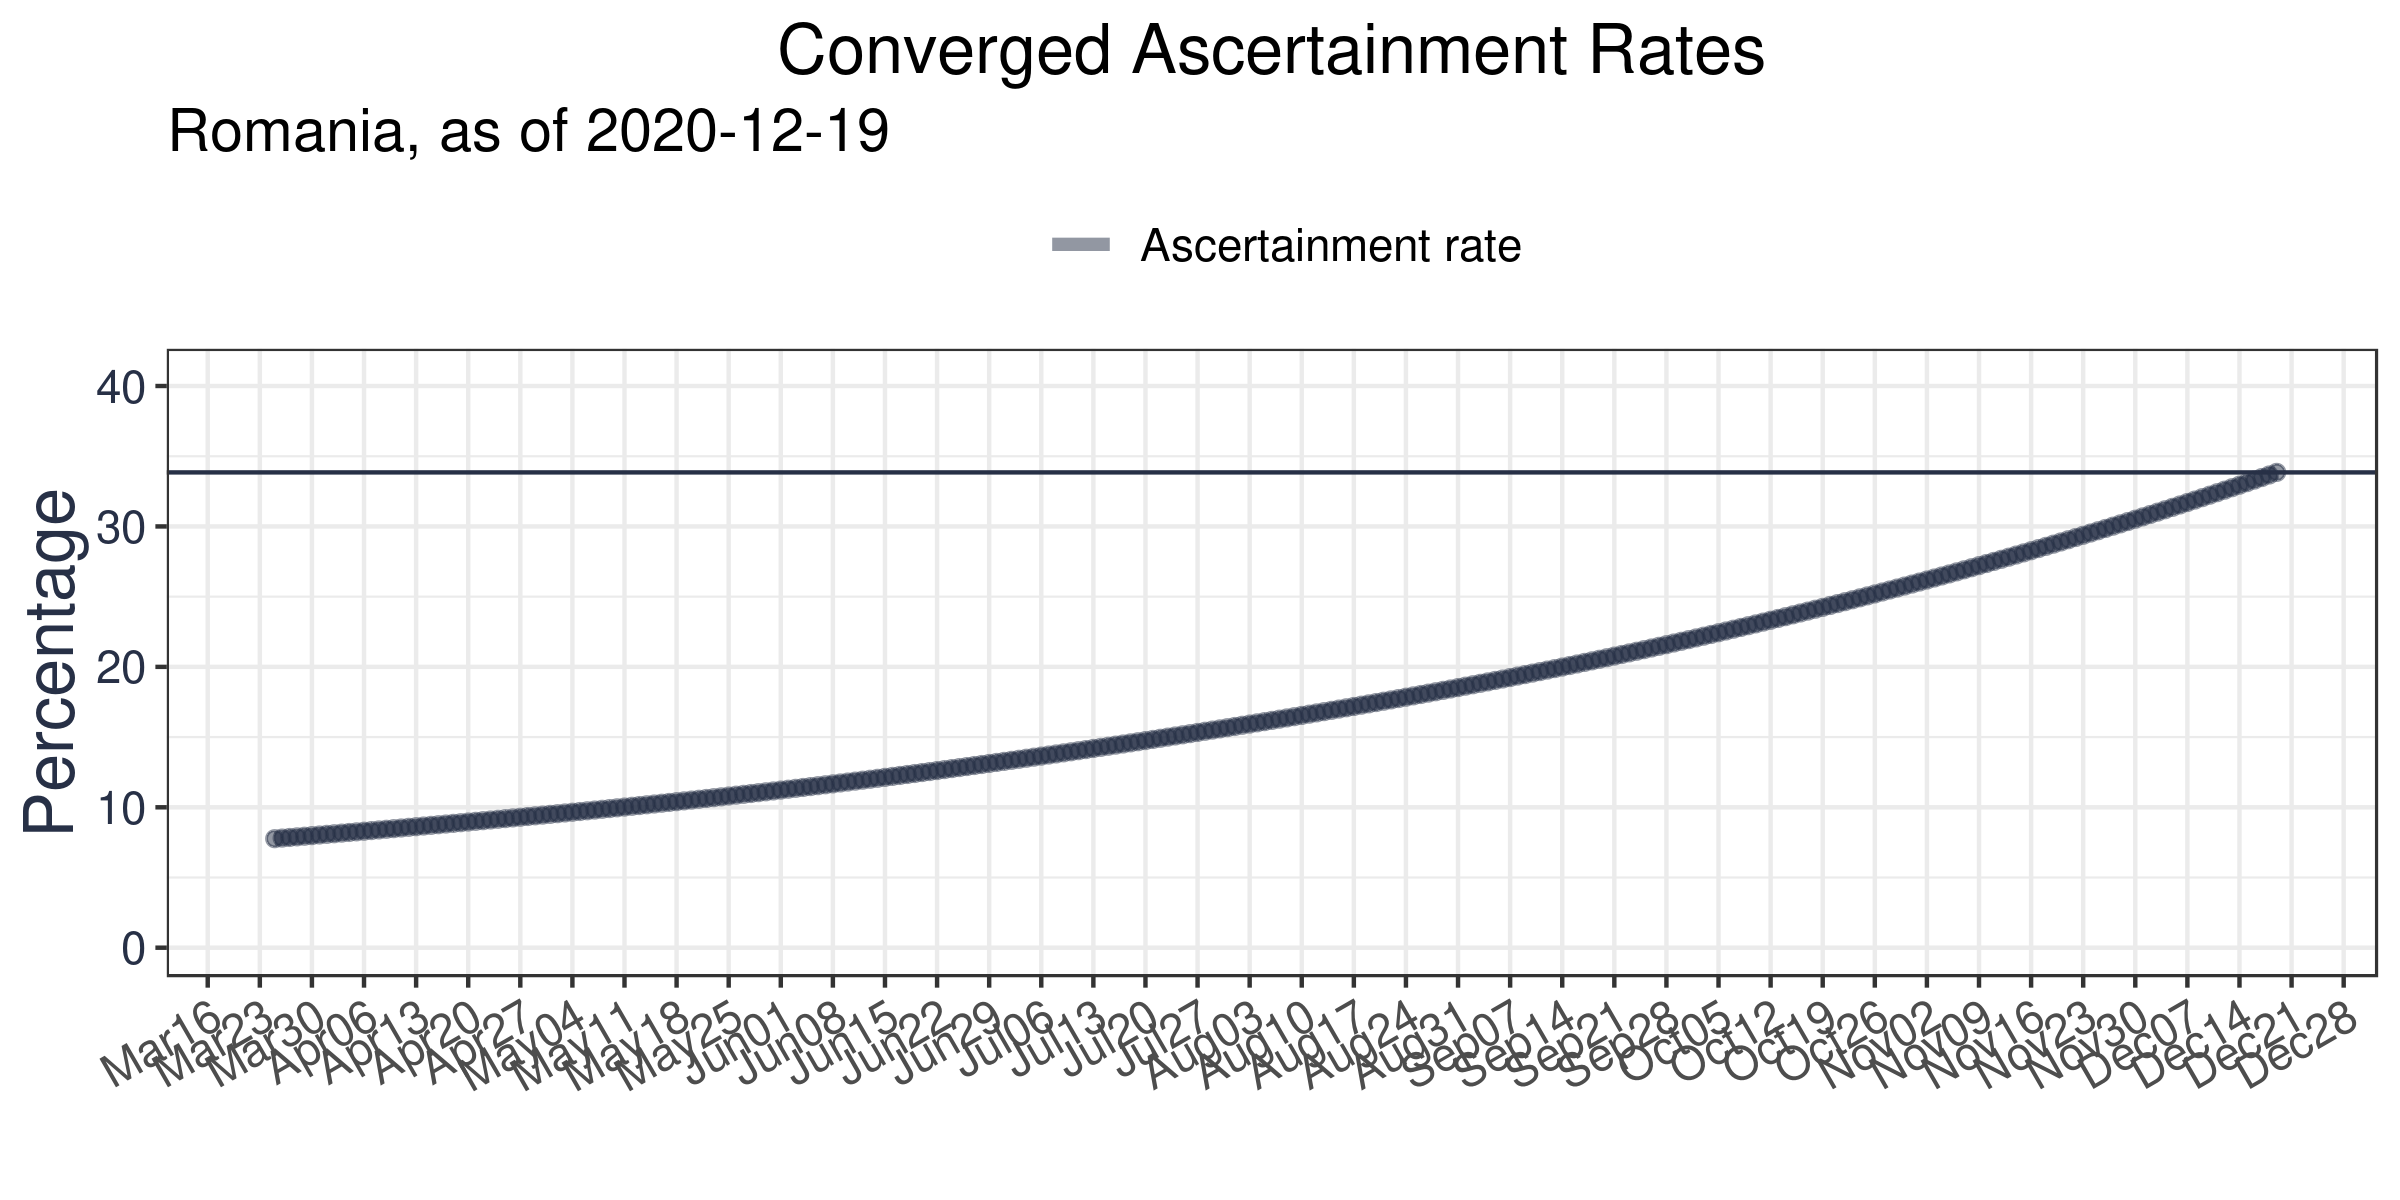 Converged Ascertainment Rates
Romania, as of 2020-12-19
Ascertainment rate
Percentage
40
30
20
10
0
Mar16
Mar23
Mar30
Apr06
Apr13
Apr20
Apr27
May04
May11
May18
May25
Jun01
Jun08
Jun15
Jun22
Jun29
Jul06
Jul13
Jul20
Jul27
Aug03
Aug10
Aug17
Aug24
Aug31
Sep07
Sep14
Sep21
Sep28
Oct05
Oct12
Oct19
Oct26
Nov02
Nov09
Nov16
Nov23
Nov30
Dec07
Dec14
Dec21
Dec28